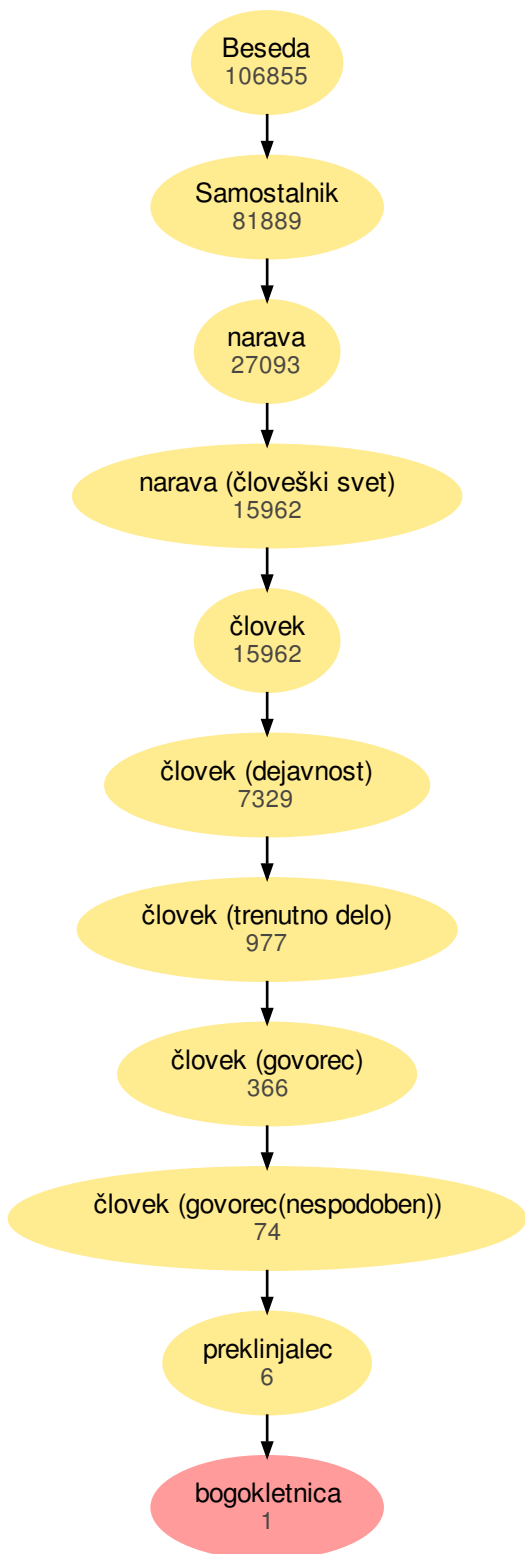 Beseda
106855
Samostalnik
81889
narava
27093
narava (človeški svet)
15962
človek
15962
človek (dejavnost)
7329
človek (trenutno delo)
977
človek (govorec)
366
človek (govorec(nespodoben))
74
preklinjalec
6
bogokletnica
1